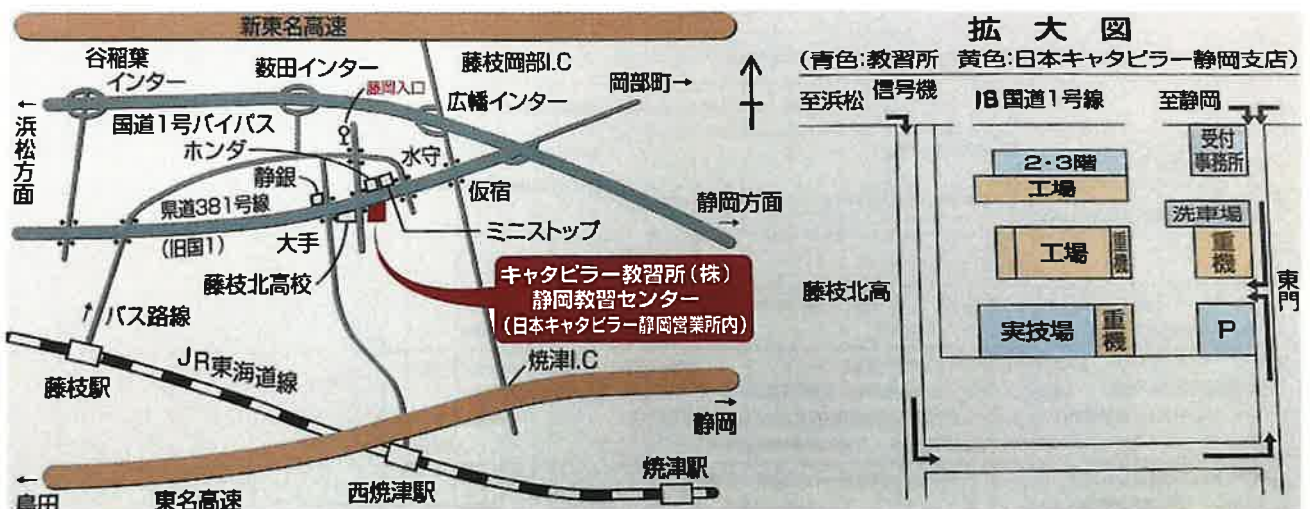 新東名高速
谷稲葉
インター
薮田インター
藤枝岡部I.C
岡部町→
藤岡入口
広幡インター
←浜松方面
国道1号バイパス
ホンダ
水守
静銀
県道381号線
(旧国1)
仮宿
静岡方面
→
大手
ミニストップ
藤枝北高校
キャタピラー教習所(株)
静岡教習センター
(日本キャタピラー静岡営業所内)
バス路線
JR東海道線
焼津I.C
藤枝駅
→
静岡
焼津駅
←
島田
東名高速
西焼津駅
拡大図
(青色:教習所 黄色:日本キャタピラー静岡支店)
至浜松
信号機
国道1号線
至静岡
受付
事務所
2・3階
工場
洗車場
工場
重機
重機
藤枝北高
東門
実技場
重機
P